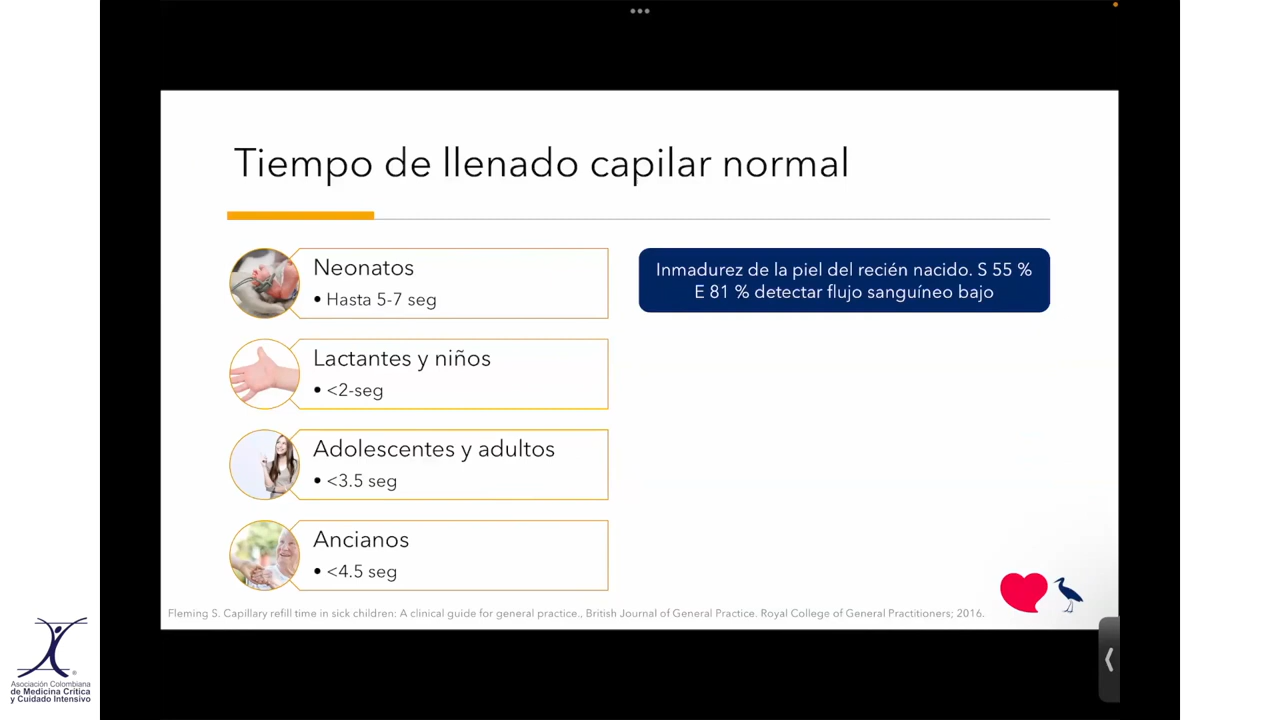 Tiempo de llenado capilar normal
Neonatos
• Hasta 5-7 seg
Inmadurez de la piel del recién nacido. S 55 %
E 81 % detectar flujo sanguíneo bajo
Lactantes y niños
• <2-seg
Adolescentes y adultos
• <3.5 seg
Ancianos
• <4.5 seg
Fleming S. Capillary refill time in sick children: A clinical guide for general practice., British Journal of General Practice. Royal College of General Practitioners; 2016.
Asociación Colombiana
de Medicina Crítica
y Cuidado Intensivo